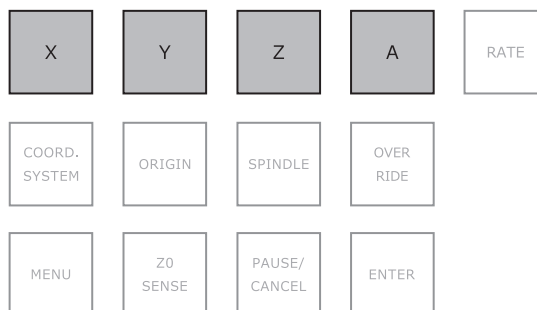 X Y Z A RATE
COORD.
SYSTEM
ORIGIN
SPINDLE
OVER
RIDE
MENU
Z0
SENSE
PAUSE/
CANCEL
ENTER